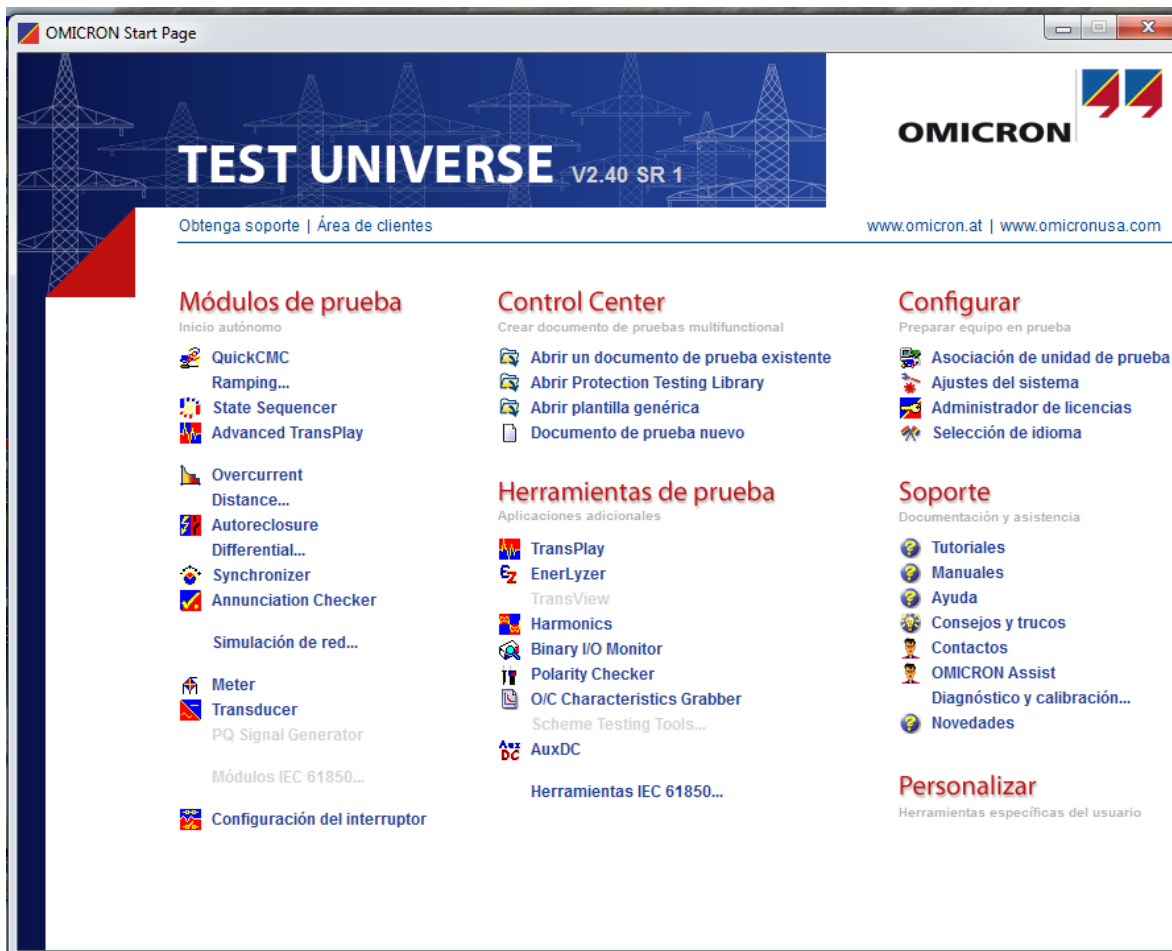 OMICRON Start Page
OMICRON
TEST UNIVERSE V2.40 SR 1
Obtenga soporte | Área de clientes
www.omicron.at | www.omicronusa.com
Módulos de prueba
Inicio autónomo
QuickCMC
Ramping...
State Sequencer
Advanced TransPlay
Overcurrent
Distance...
Autoreclosure
Differential...
Synchronizer
Annunciation Checker
Simulación de red...
Meter
Transducer
PQ Signal Generator
Módulos IEC 61850...
Configuración del interruptor
Control Center
Crear documento de pruebas multifunctional
Abrir un documento de prueba existente
Abrir Protection Testing Library
Abrir plantilla genérica
Documento de prueba nuevo
Herramientas de prueba
Aplicaciones adicionales
TransPlay
EnerLyzer
TransView
Harmonics
Binary I/O Monitor
Polarity Checker
O/C Characteristics Grabber
Scheme Testing Tools...
Aux DC AuxDC
Herramientas IEC 61850...
Configurar
Preparar equipo en prueba
Asociación de unidad de prueba
Ajustes del sistema
Administrador de licencias
Selección de idioma
Soporte
Documentación y asistencia
Tutoriales
Manuales
Ayuda
Consejos y trucos
Contactos
OMICRON Assist
Diagnóstico y calibración...
Novedades
Personalizar
Herramientas específicas del usuario